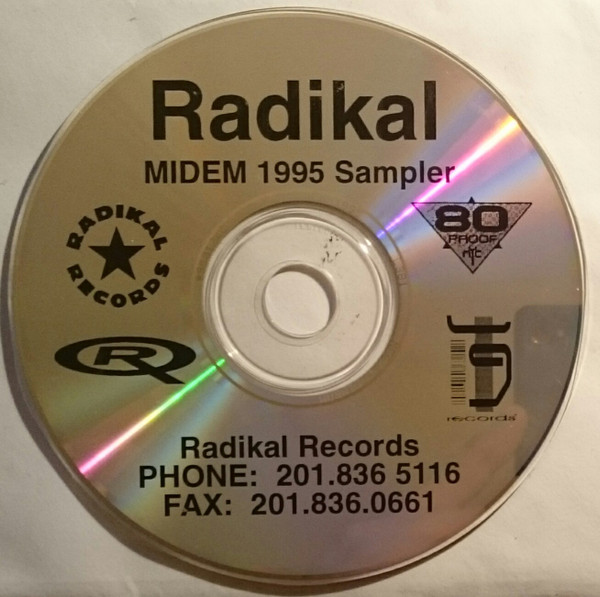 Radikal
MIDEM 1995 Sampler
RADIKAL
RECORDS
80
PROOF
nyc
R
records
Radikal Records
PHONE: 201.836 5116
FAX: 201.836.0661